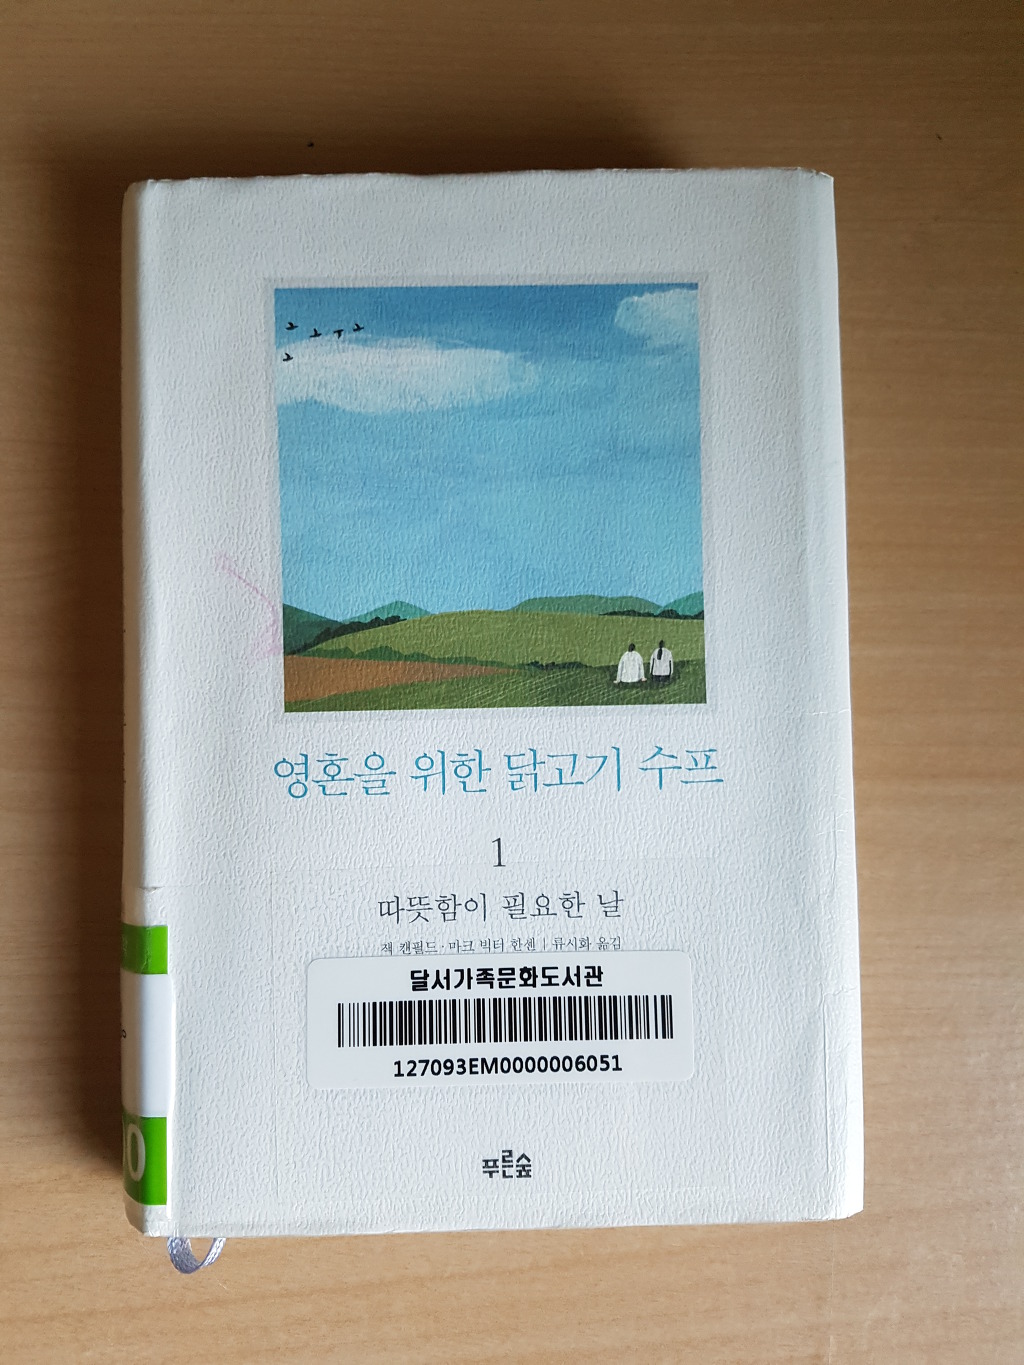 영혼을 위한 닭고기 수프
1
따뜻함이 필요한 날
잭 캔필드·마크 빅터 한센 | 류시화 옮김
달서가족문화도서관
127093EM0000006051
푸른숲